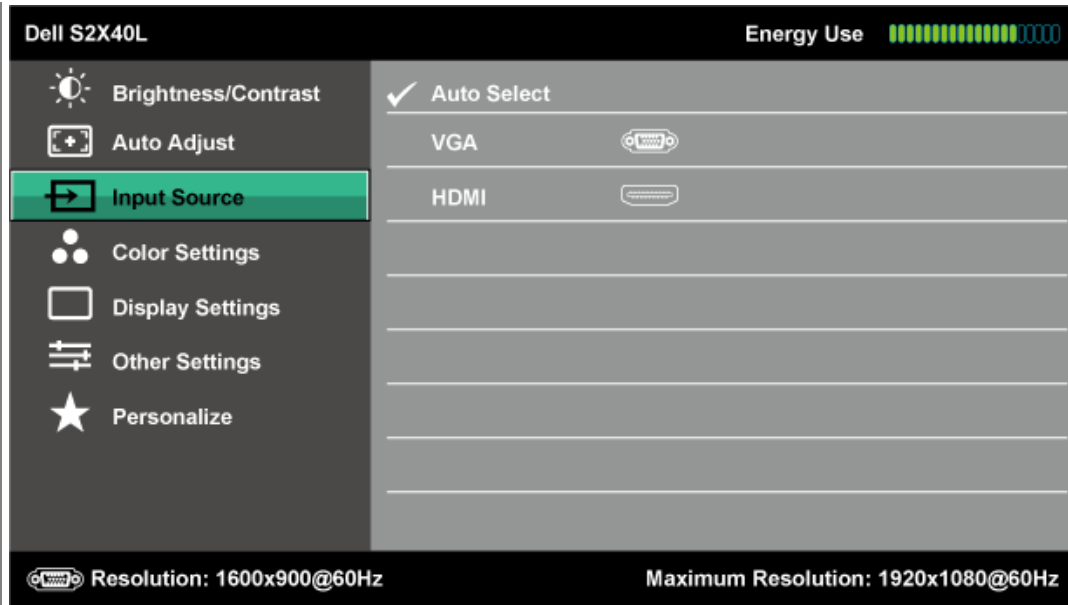 Dell S2X40L Energy Use
Brightness/Contrast
Auto Adjust
Input Source
Color Settings
Display Settings
Other Settings
Personalize
Auto Select
VGA
HDMI
Resolution: 1600x900@60Hz Maximum Resolution: 1920x1080@60Hz